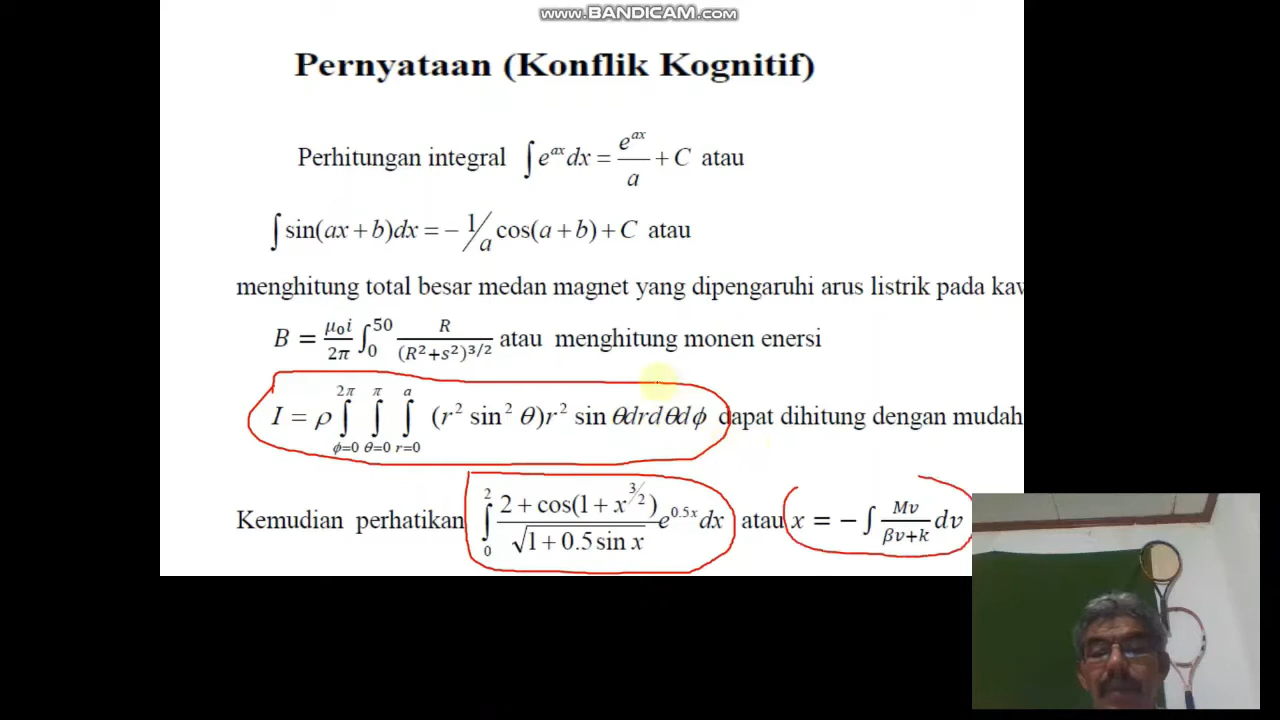 www.BANDICAM.com
Pernyataan (Konflik Kognitif)
Perhitungan integral ∫ e^{ax} dx = e^{ax}/a + C atau
∫ sin(ax + b)dx = − 1/a cos(a + b) + C atau
menghitung total besar medan magnet yang dipengaruhi arus listrik pada
B = μ₀i/2π ∫₀^50 R/(R²+s²)^{3/2} atau menghitung monen enersi
I = ρ ∫_{ϕ=0}^{2π} ∫_{θ=0}^{π} ∫_{r=0}^{a} (r² sin² θ)r² sin θdrdθdϕ dapat dihitung dengan mudah
Kemudian perhatikan ∫₀² (2 + cos(1 + x^{3/2}))/√(1 + 0.5 sin x) e^{0.5x} dx atau x = − ∫ Mv/(βv+k) dv